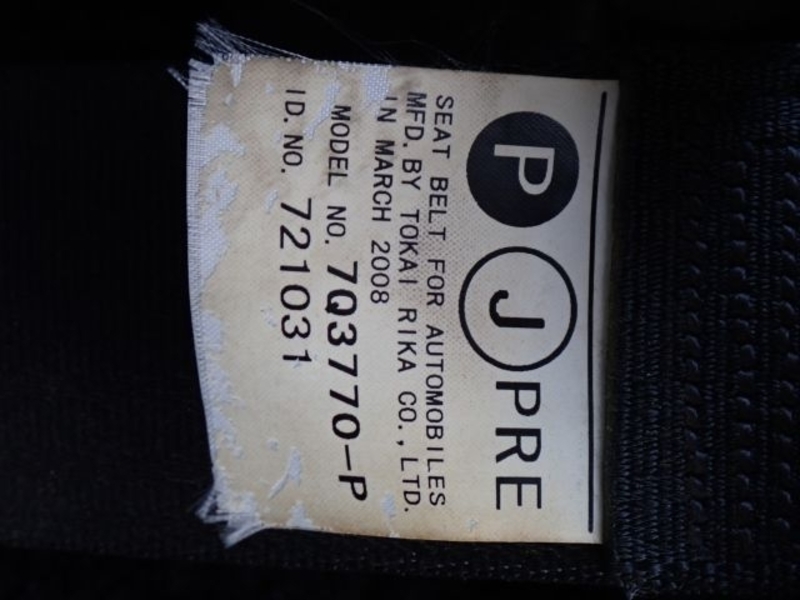 P J PRE
SEAT BELT FOR AUTOMOBILES
MFD. BY TOKAI RIKA CO., LTD.
IN MARCH 2008
MODEL NO. 7Q3770-P
ID. NO. 721031